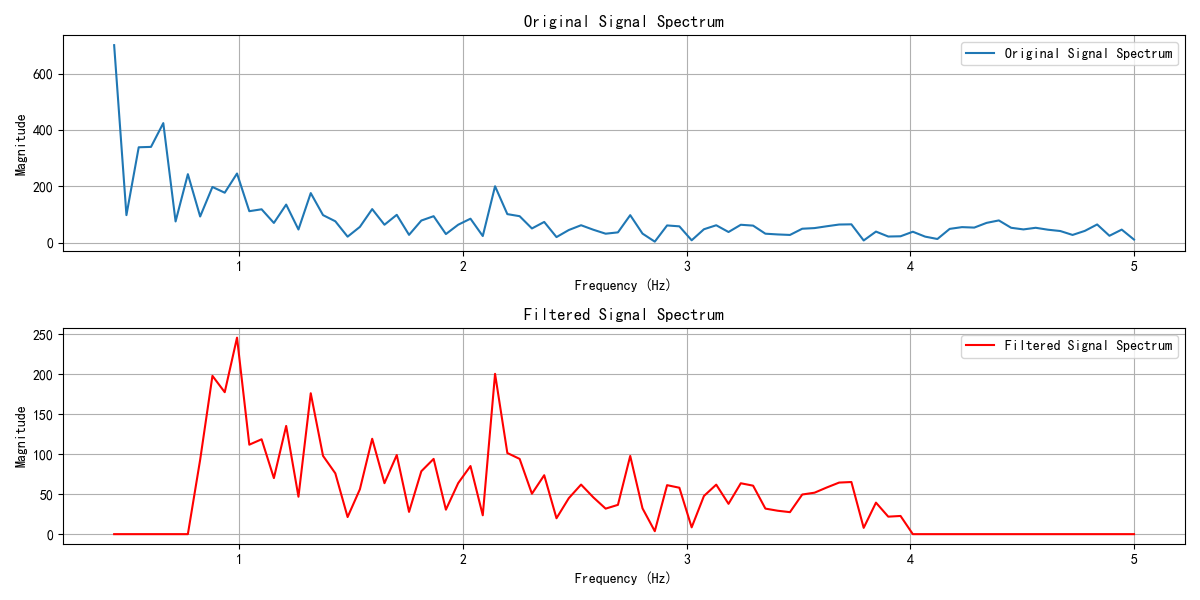 Original Signal Spectrum
Original Signal Spectrum
Magnitude
600
400
200
0
1 2 3 4 5
Frequency (Hz)
Filtered Signal Spectrum
Filtered Signal Spectrum
Magnitude
250
200
150
100
50
0
1 2 3 4 5
Frequency (Hz)